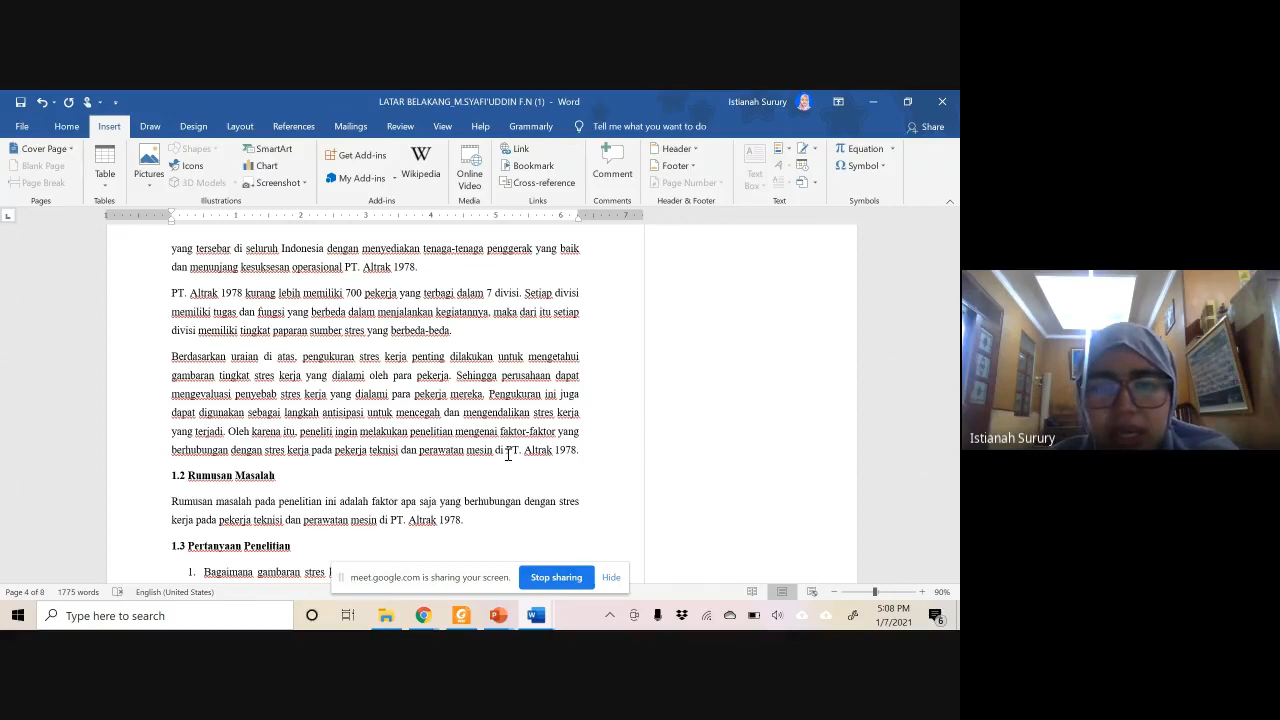 LATAR BELAKANG_M.SYAFI'UDDIN F.N (1) - Word
Istianah Surury
File Home Insert Draw Design Layout References Mailings Review View Help Grammarly Tell me what you want to do Share
Cover Page
Blank Page
Page Break
Pages
Table
Tables
Pictures
Shapes
Icons
3D Models
SmartArt
Chart
Screenshot
Illustrations
Get Add-ins
My Add-ins
Wikipedia
Add-ins
Online Video
Media
Link
Bookmark
Cross-reference
Links
Comment
Comments
Header
Footer
Page Number
Header & Footer
Text Box
Text
Equation
Symbol
Symbols
1 1 2 3 4 5 6 7
yang tersebar di seluruh Indonesia dengan menyediakan tenaga-tenaga penggerak yang baik
dan menunjang kesuksesan operasional PT. Altrak 1978.
PT. Altrak 1978 kurang lebih memiliki 700 pekerja yang terbagi dalam 7 divisi. Setiap divisi
memiliki tugas dan fungsi yang berbeda dalam menjalankan kegiatannya, maka dari itu setiap
divisi memiliki tingkat paparan sumber stres yang berbeda-beda.
Berdasarkan uraian di atas, pengukuran stres kerja penting dilakukan untuk mengetahui
gambaran tingkat stres kerja yang dialami oleh para pekerja. Sehingga perusahaan dapat
mengevaluasi penyebab stres kerja yang dialami para pekerja mereka. Pengukuran ini juga
dapat digunakan sebagai langkah antisipasi untuk mencegah dan mengendalikan stres kerja
yang terjadi. Oleh karena itu, peneliti ingin melakukan penelitian mengenai faktor-faktor yang
berhubungan dengan stres kerja pada pekerja teknisi dan perawatan mesin di PT. Altrak 1978.
1.2 Rumusan Masalah
Rumusan masalah pada penelitian ini adalah faktor apa saja yang berhubungan dengan stres
kerja pada pekerja teknisi dan perawatan mesin di PT. Altrak 1978.
1.3 Pertanyaan Penelitian
1. Bagaimana gambaran stres
meet.google.com is sharing your screen. Stop sharing Hide
Page 4 of 8 1775 words English (United States) 90%
Type here to search
5:08 PM
1/7/2021
6
Istianah Surury